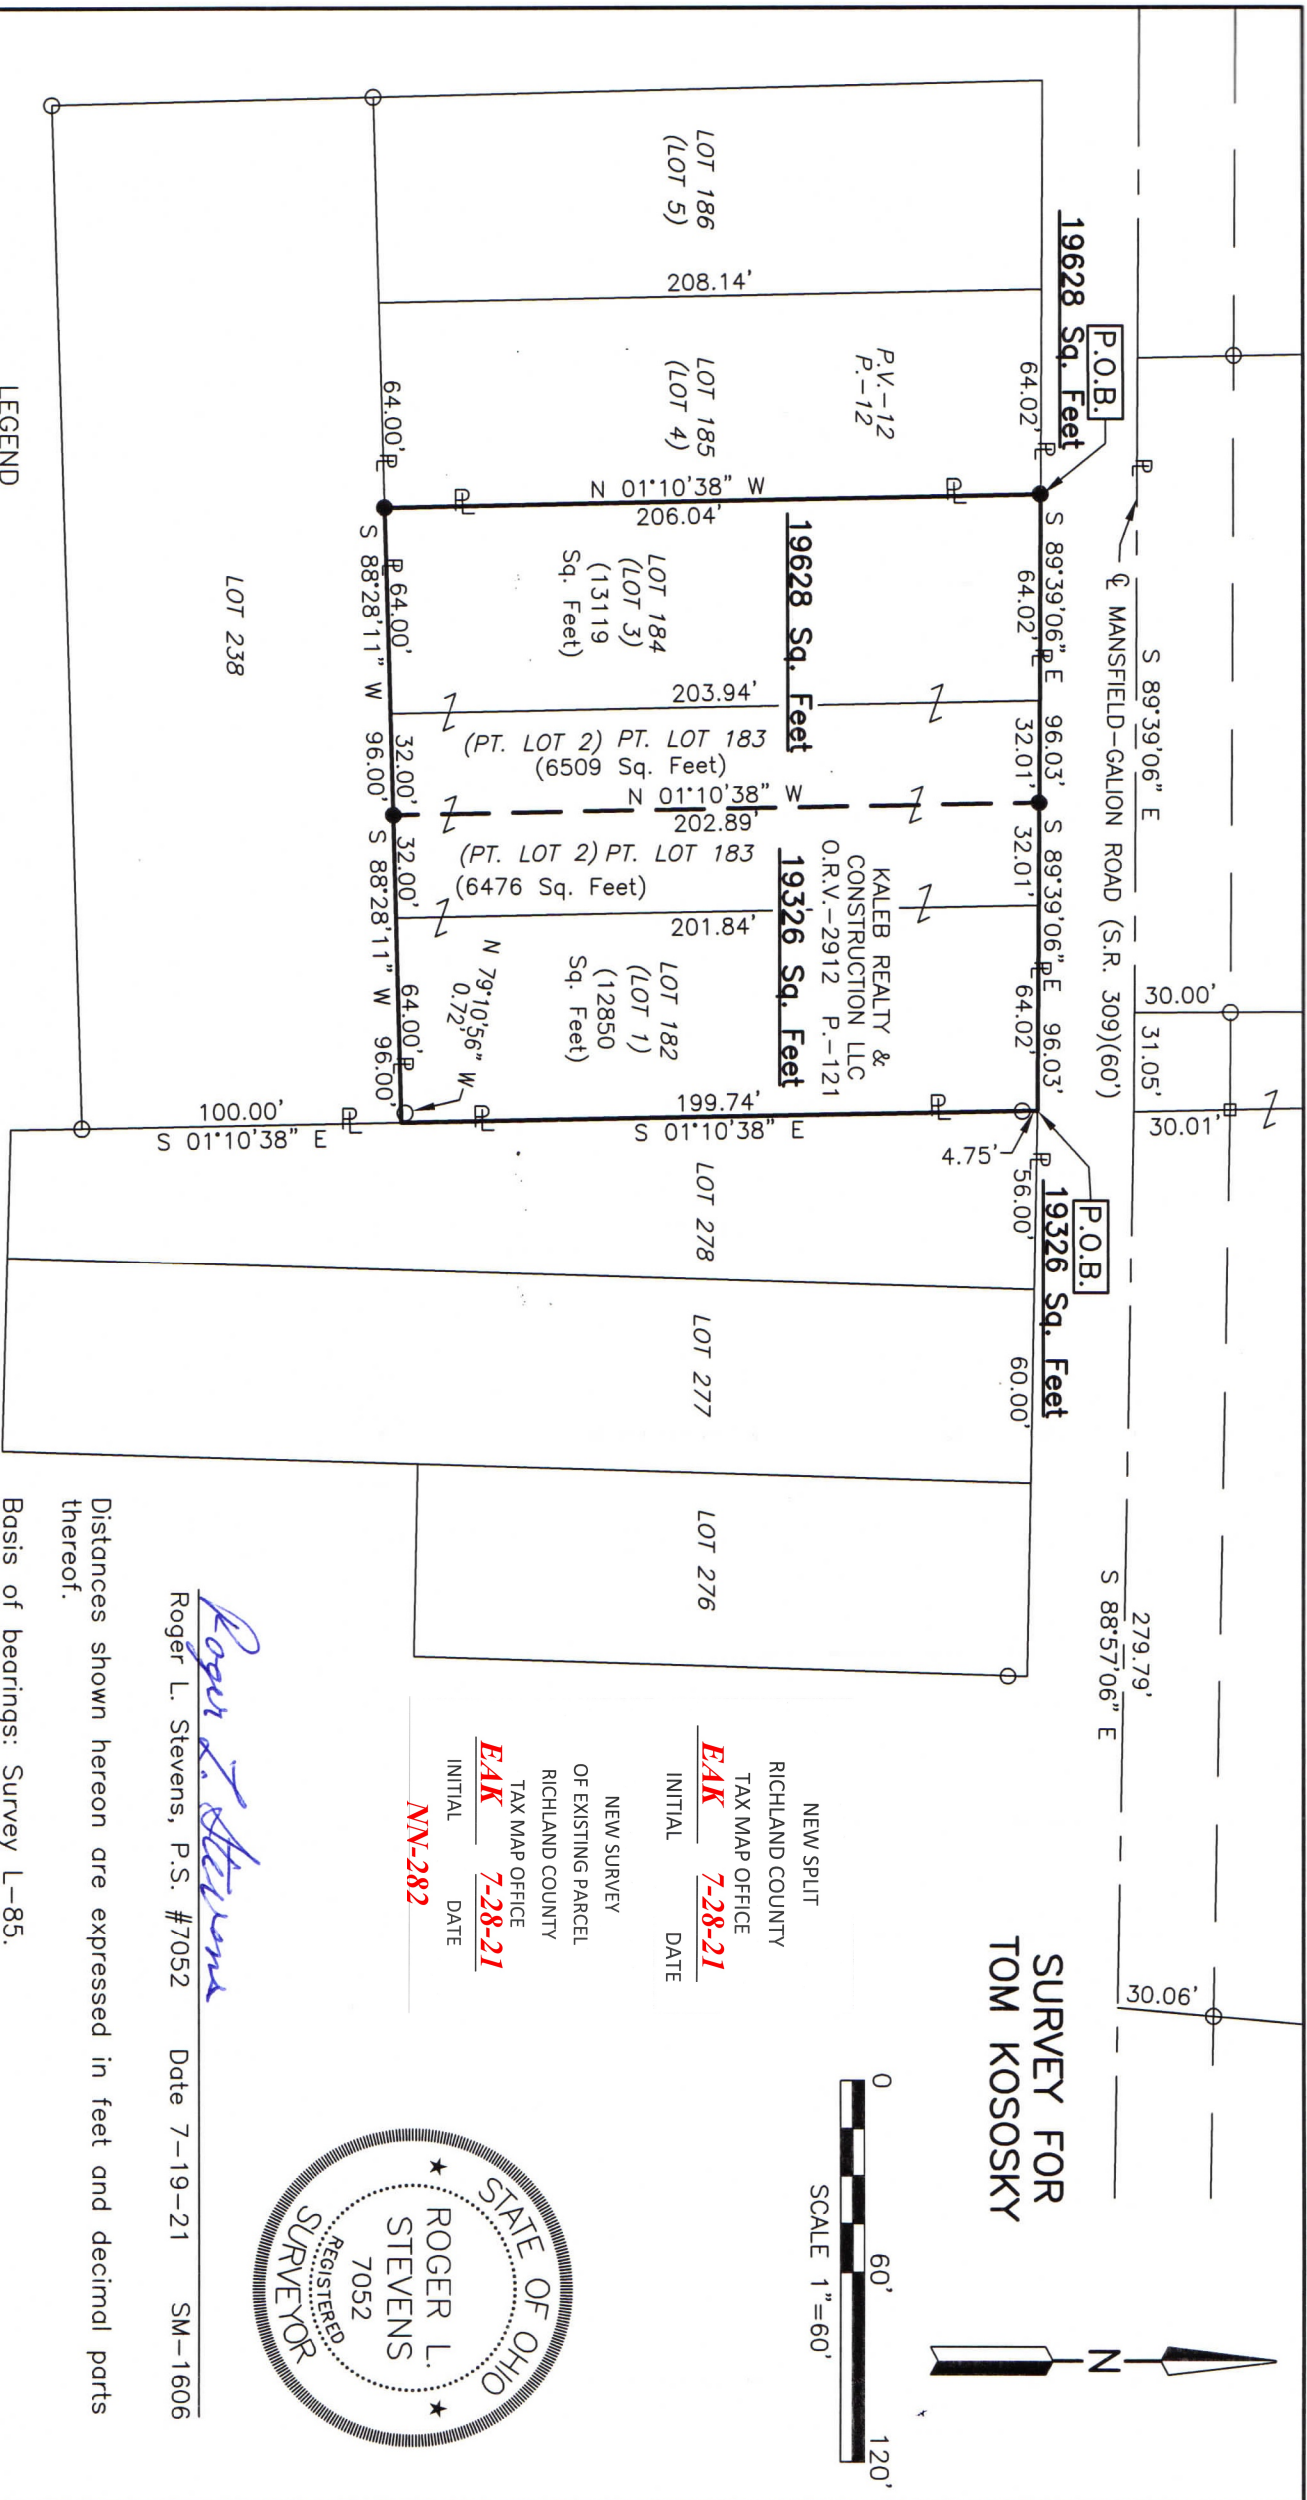 S 89°39'06" E
₵ MANSFIELD-GALION ROAD (S.R. 309)(60')
30.00'
31.05'
30.01'
279.79'
S 88°57'06" E
30.06'
P.O.B.
19628 Sq. Feet
P.O.B.
19326 Sq. Feet
64.02'
S 89°39'06" E 96.03'
64.02'
32.01'
S 89°39'06" E 96.03'
32.01'
64.02'
4.75'
56.00'
60.00'
LOT 186
(LOT 5)
208.14'
P.V.-12
P.-12
LOT 185
(LOT 4)
64.00'
N 01°10'38" W
206.04'
19628 Sq. Feet
LOT 184
(LOT 3)
(13119
Sq. Feet)
203.94'
(PT. LOT 2) PT. LOT 183
(6509 Sq. Feet)
N 01°10'38" W
202.89'
(PT. LOT 2) PT. LOT 183
(6476 Sq. Feet)
KALEB REALTY &
CONSTRUCTION LLC
O.R.V.-2912 P.-121
19326 Sq. Feet
201.84'
LOT 182
(LOT 1)
(12850
Sq. Feet)
N 79°10'56" W
0.72'
199.74'
S 01°10'38" E
64.00'
32.00'
S 88°28'11" W 96.00'
32.00'
64.00'
S 88°28'11" W 96.00'
100.00'
S 01°10'38" E
LOT 238
LOT 278
LOT 277
LOT 276
LEGEND
SURVEY FOR
TOM KOSOSKY
N
0 60' 120'
SCALE 1"=60'
NEW SPLIT
RICHLAND COUNTY
TAX MAP OFFICE
EAK 7-28-21
INITIAL DATE
NEW SURVEY
OF EXISTING PARCEL
RICHLAND COUNTY
TAX MAP OFFICE
EAK 7-28-21
INITIAL DATE
NN-282
STATE OF OHIO
ROGER L.
STEVENS
7052
REGISTERED
SURVEYOR
Roger L. Stevens
Roger L. Stevens, P.S. #7052 Date 7-19-21 SM-1606
Distances shown hereon are expressed in feet and decimal parts
thereof.
Basis of bearings: Survey L-85.